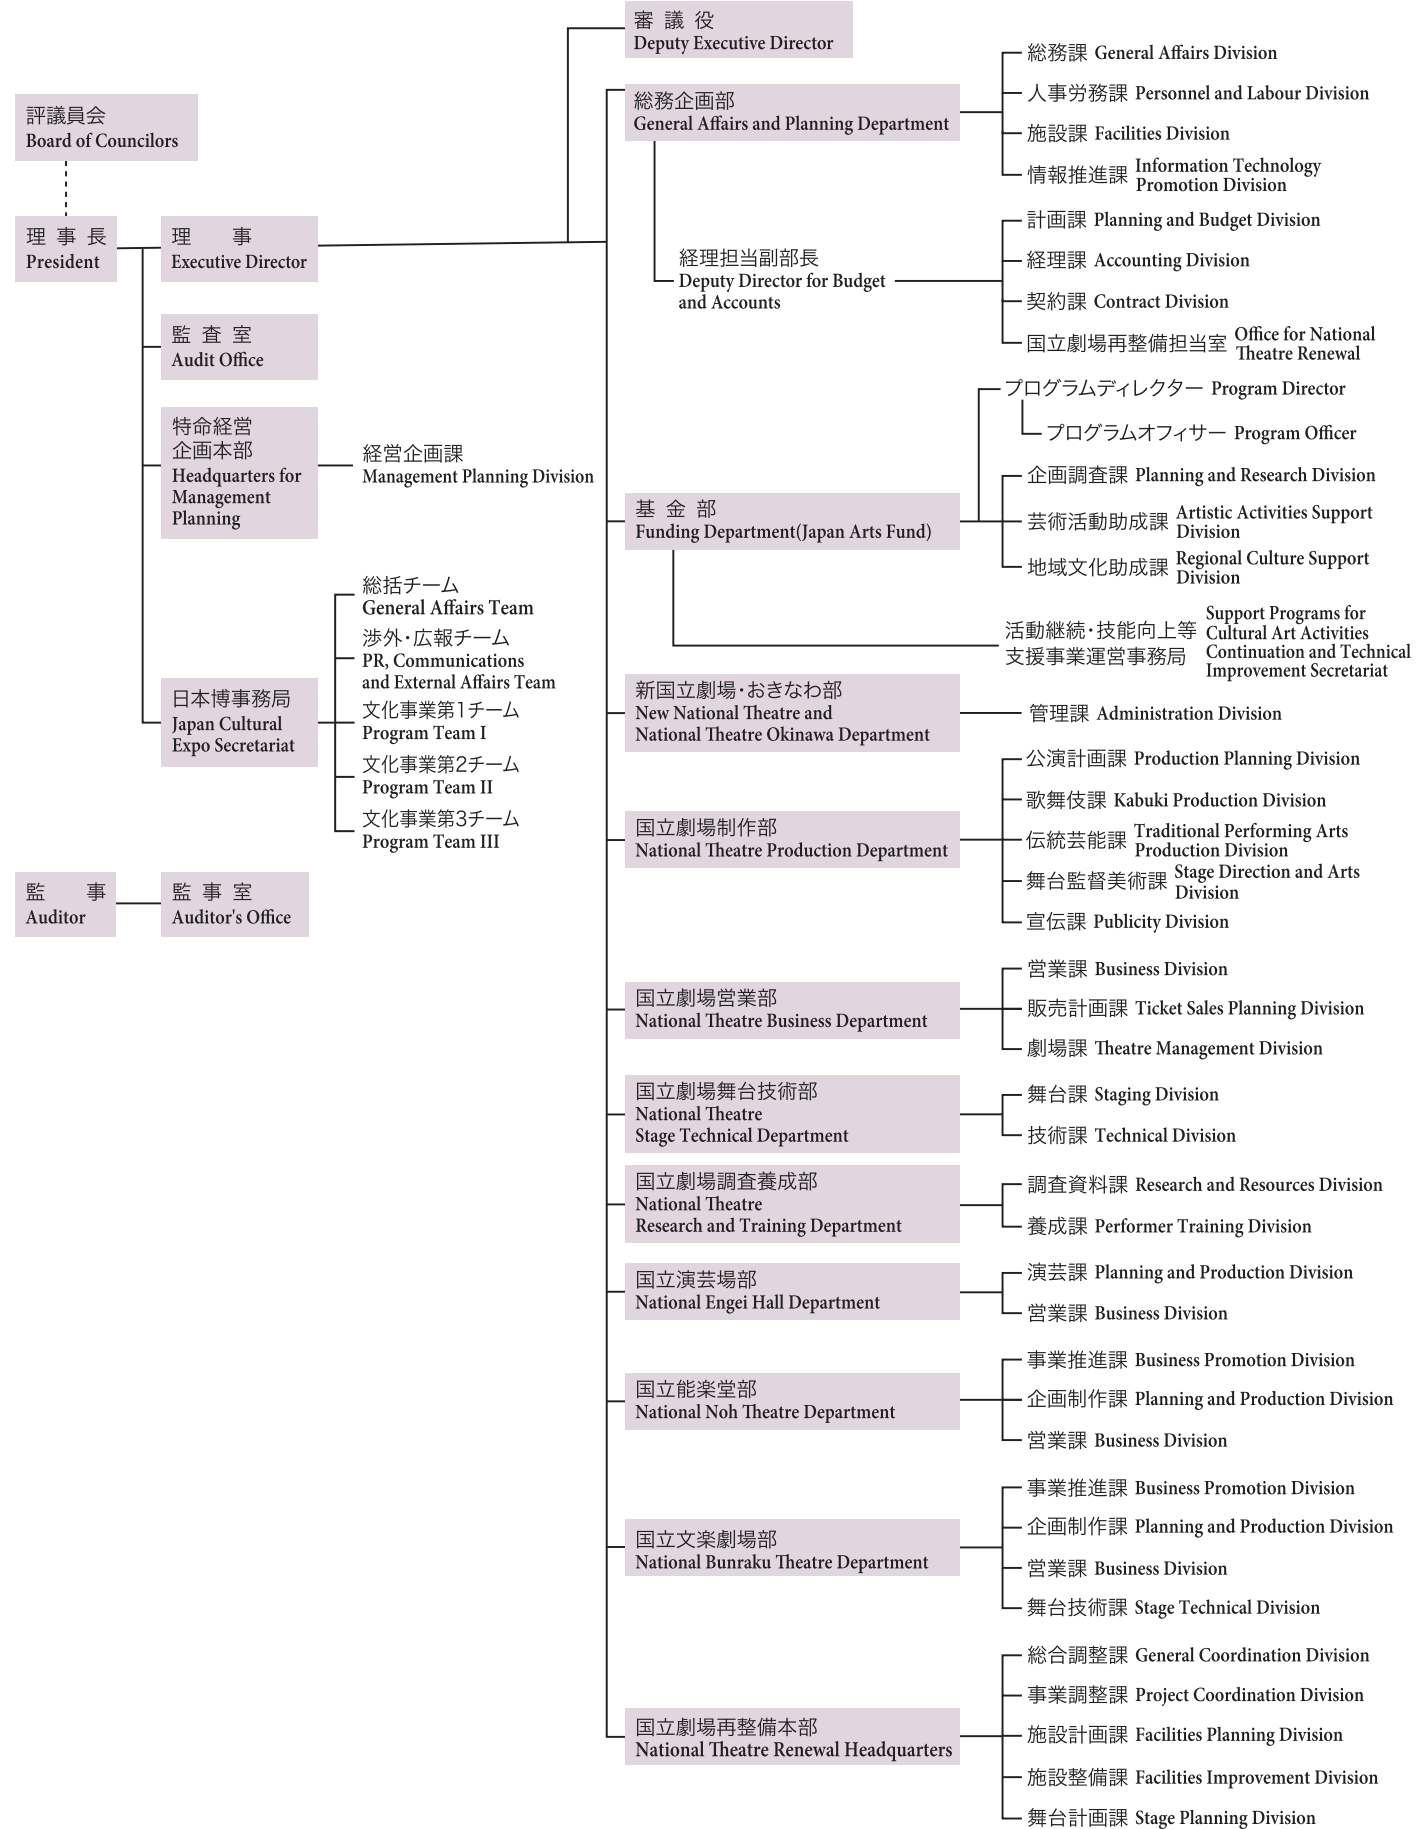 評議員会
Board of Councilors
理事長
President
理事
Executive Director
監査室
Audit Office
特命経営
企画本部
Headquarters for
Management
Planning
経営企画課
Management Planning Division
日本博事務局
Japan Cultural
Expo Secretariat
総括チーム
General Affairs Team
渉外・広報チーム
PR, Communications
and External Affairs Team
文化事業第1チーム
Program Team I
文化事業第2チーム
Program Team II
文化事業第3チーム
Program Team III
監事
Auditor
監事室
Auditor's Office
審議役
Deputy Executive Director
総務企画部
General Affairs and Planning Department
総務課 General Affairs Division
人事労務課 Personnel and Labour Division
施設課 Facilities Division
情報推進課 Information Technology
Promotion Division
経理担当副部長
Deputy Director for Budget
and Accounts
計画課 Planning and Budget Division
経理課 Accounting Division
契約課 Contract Division
国立劇場再整備担当室 Office for National
Theatre Renewal
基金部
Funding Department(Japan Arts Fund)
プログラムディレクター Program Director
プログラムオフィサー Program Officer
企画調査課 Planning and Research Division
芸術活動助成課 Artistic Activities Support
Division
地域文化助成課 Regional Culture Support
Division
活動継続・技能向上等
支援事業運営事務局
Support Programs for
Cultural Art Activities
Continuation and Technical
Improvement Secretariat
新国立劇場・おきなわ部
New National Theatre and
National Theatre Okinawa Department
管理課 Administration Division
国立劇場制作部
National Theatre Production Department
公演計画課 Production Planning Division
歌舞伎課 Kabuki Production Division
伝統芸能課 Traditional Performing Arts
Production Division
舞台監督美術課 Stage Direction and Arts
Division
宣伝課 Publicity Division
国立劇場営業部
National Theatre Business Department
営業課 Business Division
販売計画課 Ticket Sales Planning Division
劇場課 Theatre Management Division
国立劇場舞台技術部
National Theatre
Stage Technical Department
舞台課 Staging Division
技術課 Technical Division
国立劇場調査養成部
National Theatre
Research and Training Department
調査資料課 Research and Resources Division
養成課 Performer Training Division
国立演芸場部
National Engei Hall Department
演芸課 Planning and Production Division
営業課 Business Division
国立能楽堂部
National Noh Theatre Department
事業推進課 Business Promotion Division
企画制作課 Planning and Production Division
営業課 Business Division
国立文楽劇場部
National Bunraku Theatre Department
事業推進課 Business Promotion Division
企画制作課 Planning and Production Division
営業課 Business Division
舞台技術課 Stage Technical Division
国立劇場再整備本部
National Theatre Renewal Headquarters
総合調整課 General Coordination Division
事業調整課 Project Coordination Division
施設計画課 Facilities Planning Division
施設整備課 Facilities Improvement Division
舞台計画課 Stage Planning Division